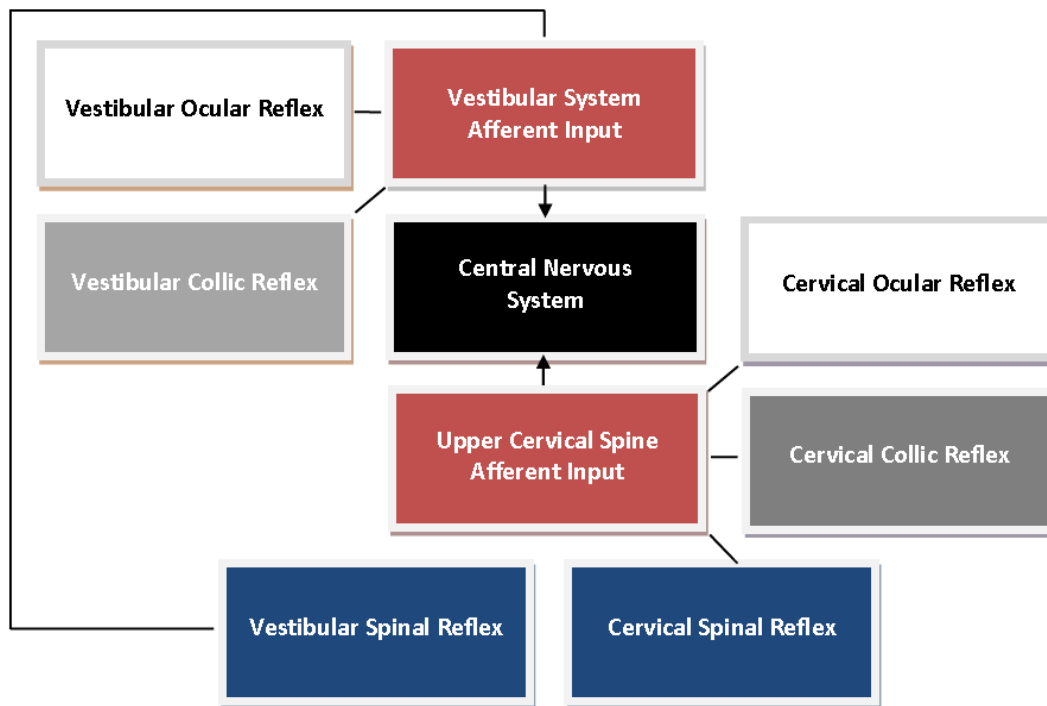 Vestibular Ocular Reflex
Vestibular System
Afferent Input
Vestibular Collic Reflex
Central Nervous
System
Cervical Ocular Reflex
Upper Cervical Spine
Afferent Input
Cervical Collic Reflex
Vestibular Spinal Reflex
Cervical Spinal Reflex